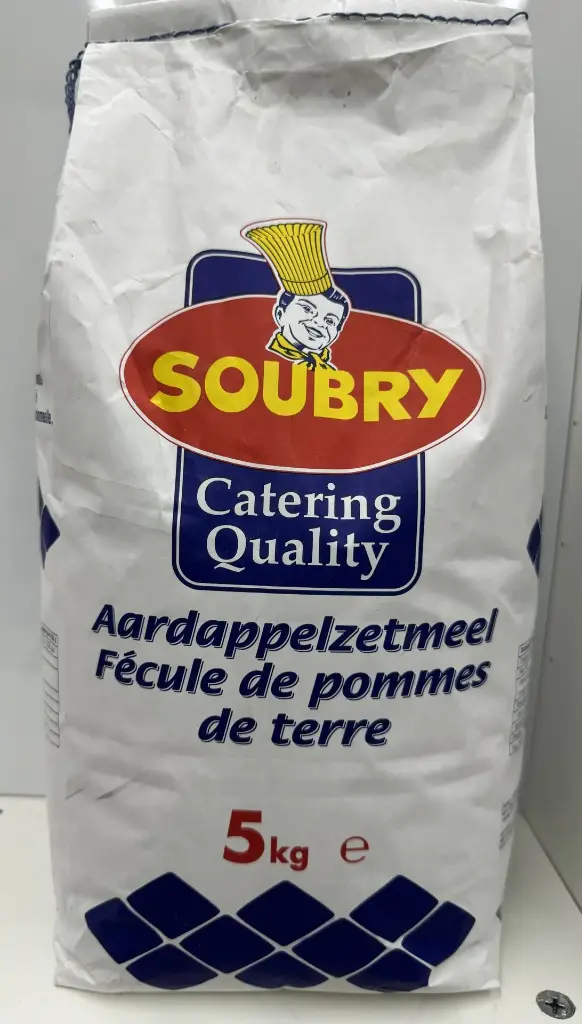 SOUBRY
Catering
Quality
Aardappelzetmeel
Fécule de pommes
de terre
5kg e